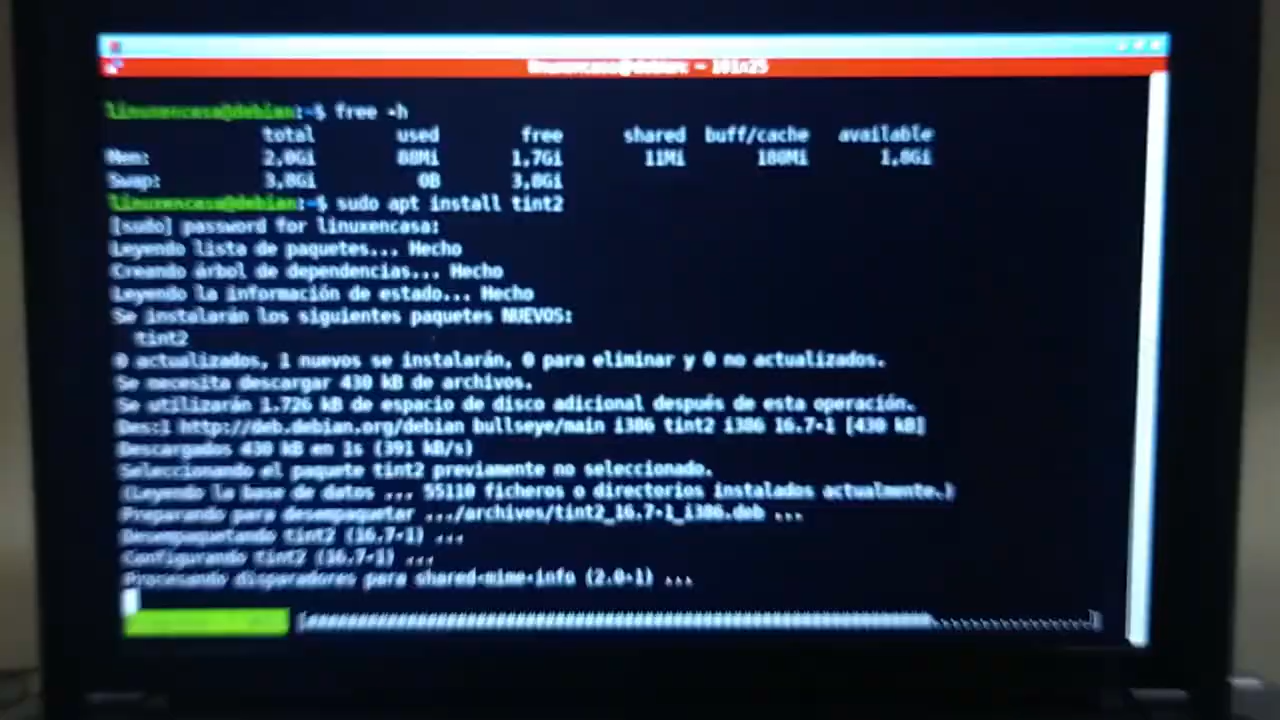 linuxencasa@debian: ~ 101x25
linuxencasa@debian:~$ free -h
total used free shared buff/cache available
Mem: 2,0Gi 88Mi 1,7Gi 11Mi 180Mi 1,8Gi
Swap: 3,8Gi 0B 3,8Gi
linuxencasa@debian:~$ sudo apt install tint2
[sudo] password for linuxencasa:
Leyendo lista de paquetes... Hecho
Creando árbol de dependencias... Hecho
Leyendo la información de estado... Hecho
Se instalarán los siguientes paquetes NUEVOS:
tint2
0 actualizados, 1 nuevos se instalarán, 0 para eliminar y 0 no actualizados.
Se necesita descargar 430 kB de archivos.
Se utilizarán 1.726 kB de espacio de disco adicional después de esta operación.
Des:1 http://deb.debian.org/debian bullseye/main i386 tint2 i386 16.7-1 [430 kB]
Descargados 430 kB en 1s (391 kB/s)
Seleccionando el paquete tint2 previamente no seleccionado.
(Leyendo la base de datos ... 55110 ficheros o directorios instalados actualmente.)
Preparando para desempaquetar .../archives/tint2_16.7-1_i386.deb ...
Desempaquetando tint2 (16.7-1) ...
Configurando tint2 (16.7-1) ...
Procesando disparadores para shared-mime-info (2.0-1) ...